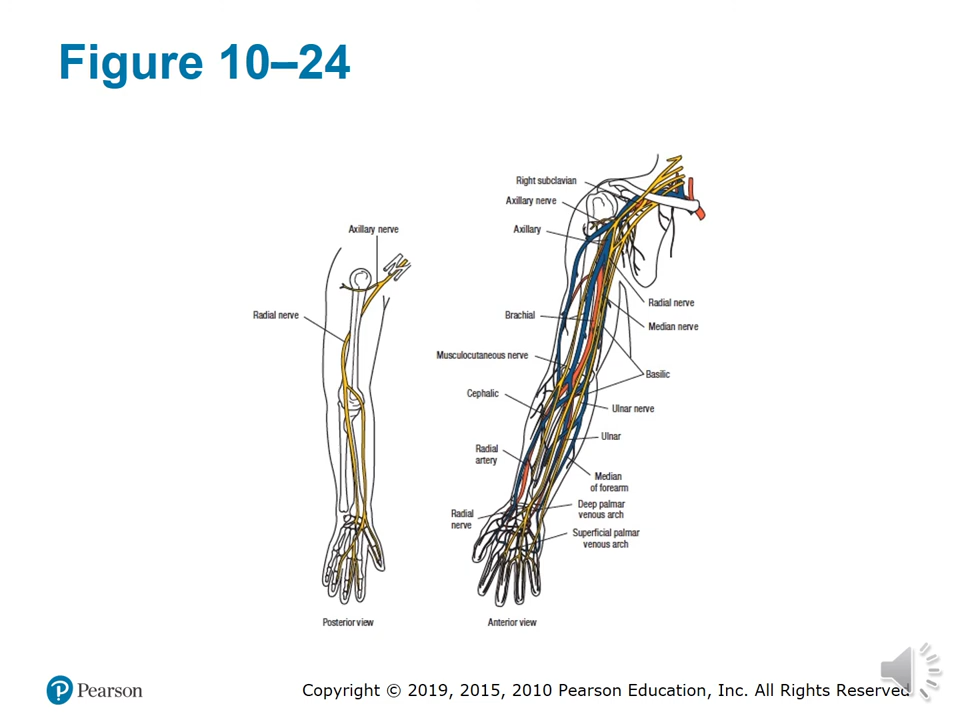 Figure 10–24
Right subclavian
Axillary nerve
Axillary
Axillary nerve
Radial nerve
Radial nerve
Median nerve
Brachial
Musculocutaneous nerve
Basilic
Cephalic
Ulnar nerve
Ulnar
Radial
artery
Median
of forearm
Deep palmar
venous arch
Radial
nerve
Superficial palmar
venous arch
Posterior view
Anterior view
Pearson
Copyright © 2019, 2015, 2010 Pearson Education, Inc. All Rights Reserved